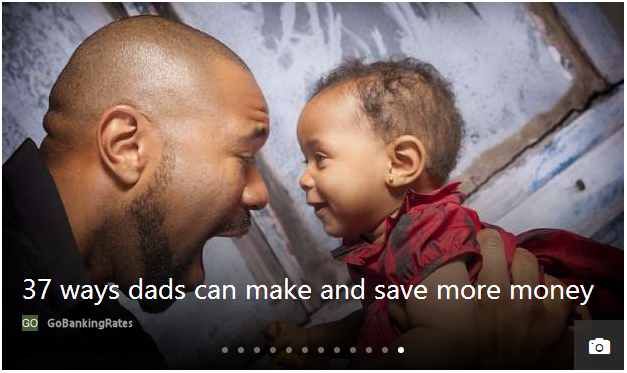 37 ways dads can make and save more money
GO GoBankingRates